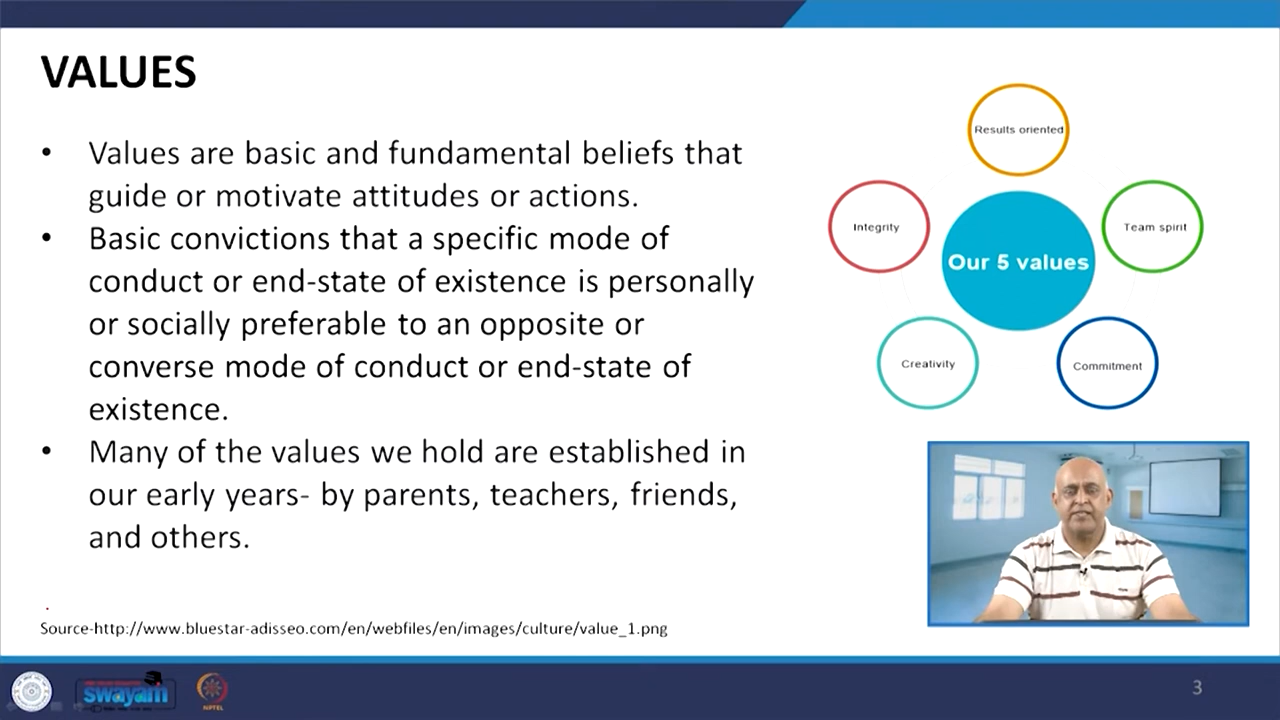 VALUES
• Values are basic and fundamental beliefs that
guide or motivate attitudes or actions.
• Basic convictions that a specific mode of
conduct or end-state of existence is personally
or socially preferable to an opposite or
converse mode of conduct or end-state of
existence.
• Many of the values we hold are established in
our early years- by parents, teachers, friends,
and others.
Results oriented
Integrity
Team spirit
Our 5 values
Creativity
Commitment
Source-http://www.bluestar-adisseo.com/en/webfiles/en/images/culture/value_1.png
swayam
NPTEL
3